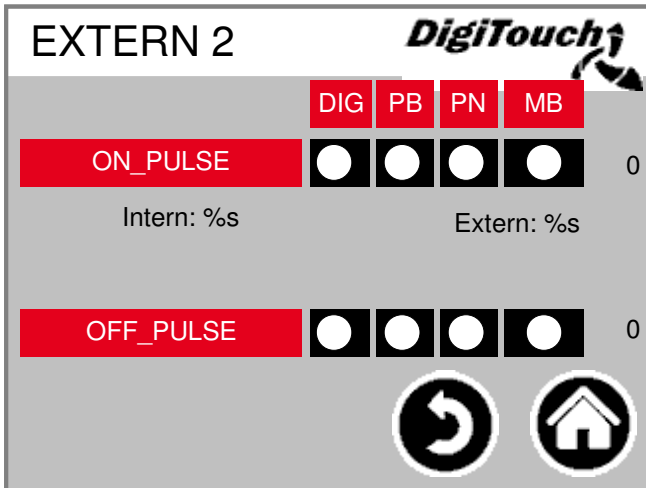 EXTERN 2 DigiTouch
DIG PB PN MB
ON_PULSE 0
Intern: %s Extern: %s
OFF_PULSE 0